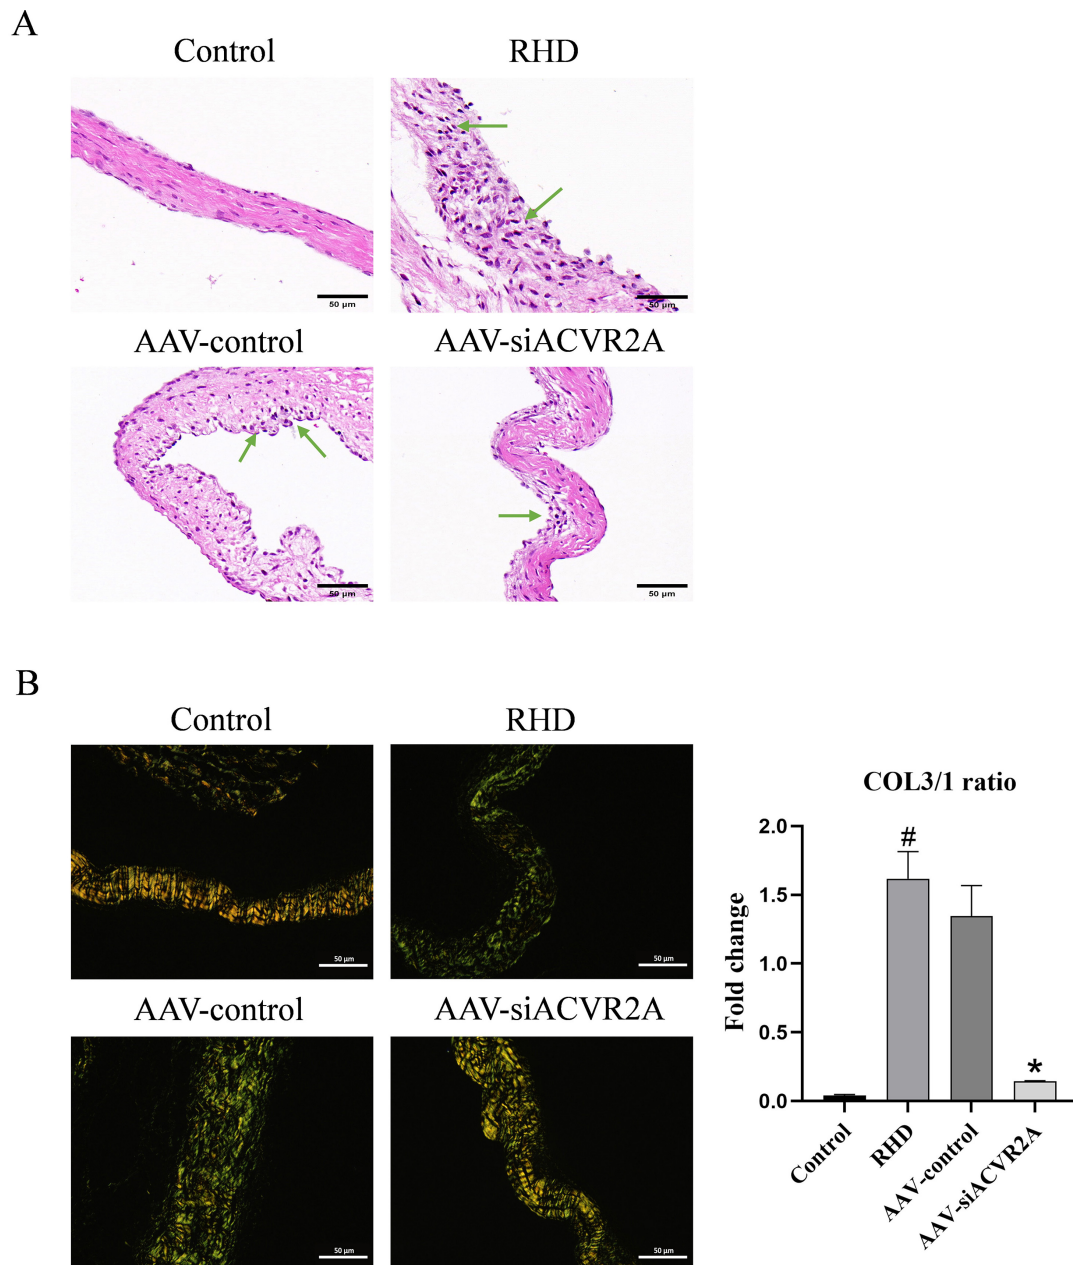 A
Control
RHD
50 µm
50 µm
AAV-control
AAV-siACVR2A
50 µm
50 µm
B
Control
RHD
50 µm
50 µm
AAV-control
AAV-siACVR2A
50 µm
50 µm
COL3/1 ratio
Fold change
2.0
1.5
1.0
0.5
0.0
#
*
Control
RHD
AAV-control
AAV-siACVR2A